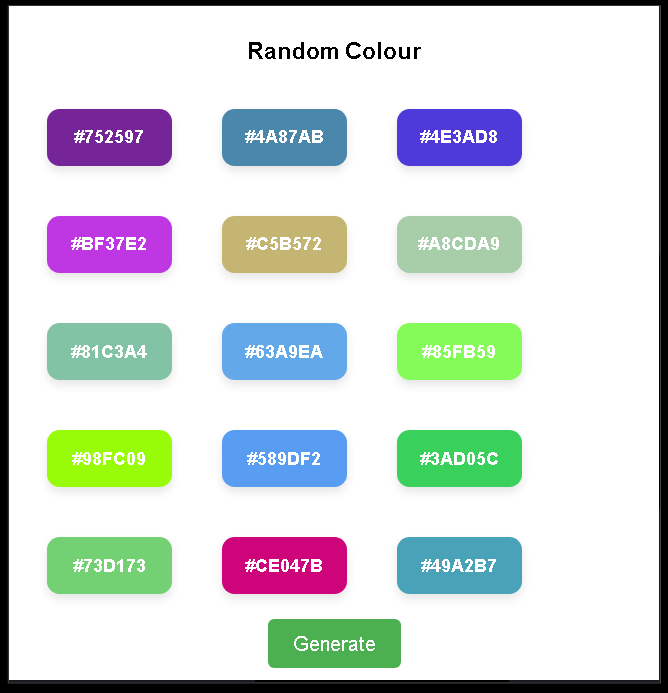 Random Colour
#752597 #4A87AB #4E3AD8
#BF37E2 #C5B572 #A8CDA9
#81C3A4 #63A9EA #85FB59
#98FC09 #589DF2 #3AD05C
#73D173 #CE047B #49A2B7
Generate